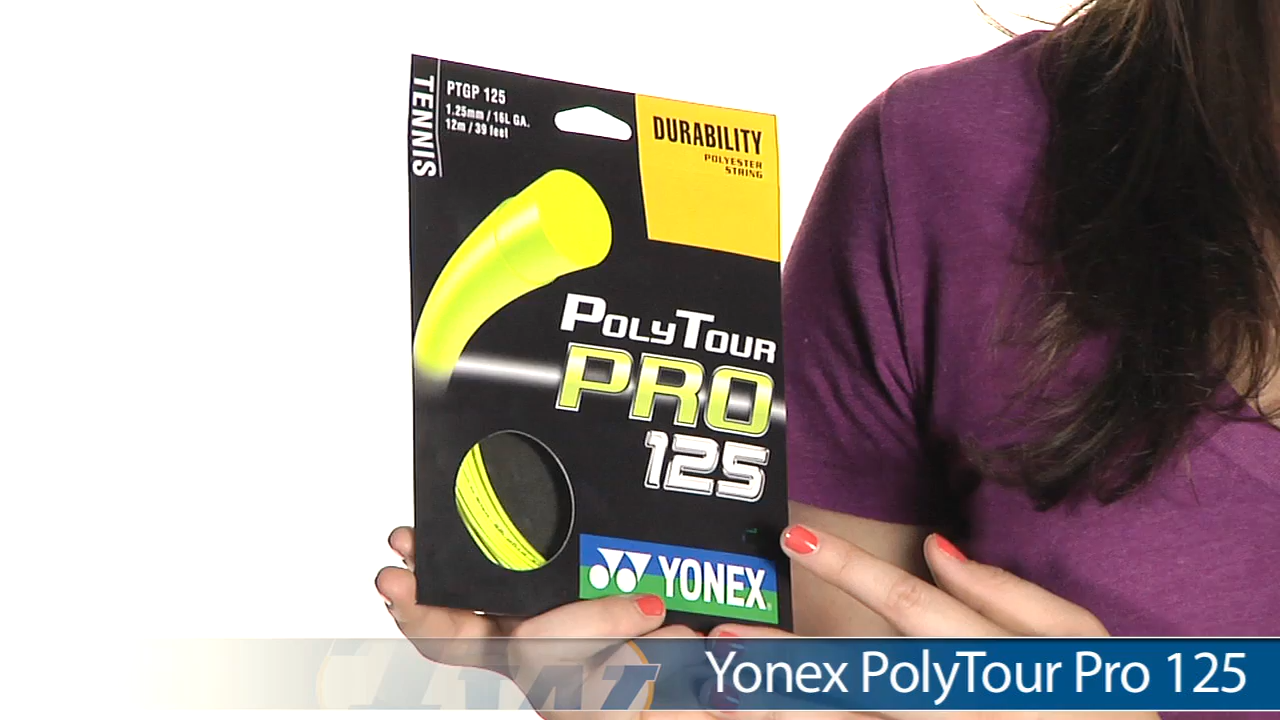 TENNIS
PTGP 125
1.25mm / 16L GA.
12m / 39 feet
DURABILITY
POLYESTER
STRING
POLYTOUR
PRO
125
YONEX
TW
Yonex PolyTour Pro 125